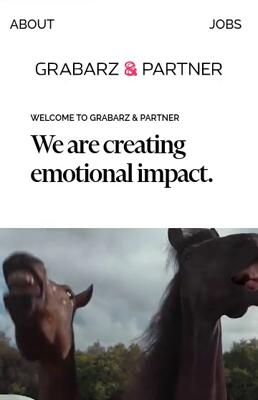 ABOUT JOBS
GRABARZ & PARTNER
WELCOME TO GRABARZ & PARTNER
We are creating
emotional impact.